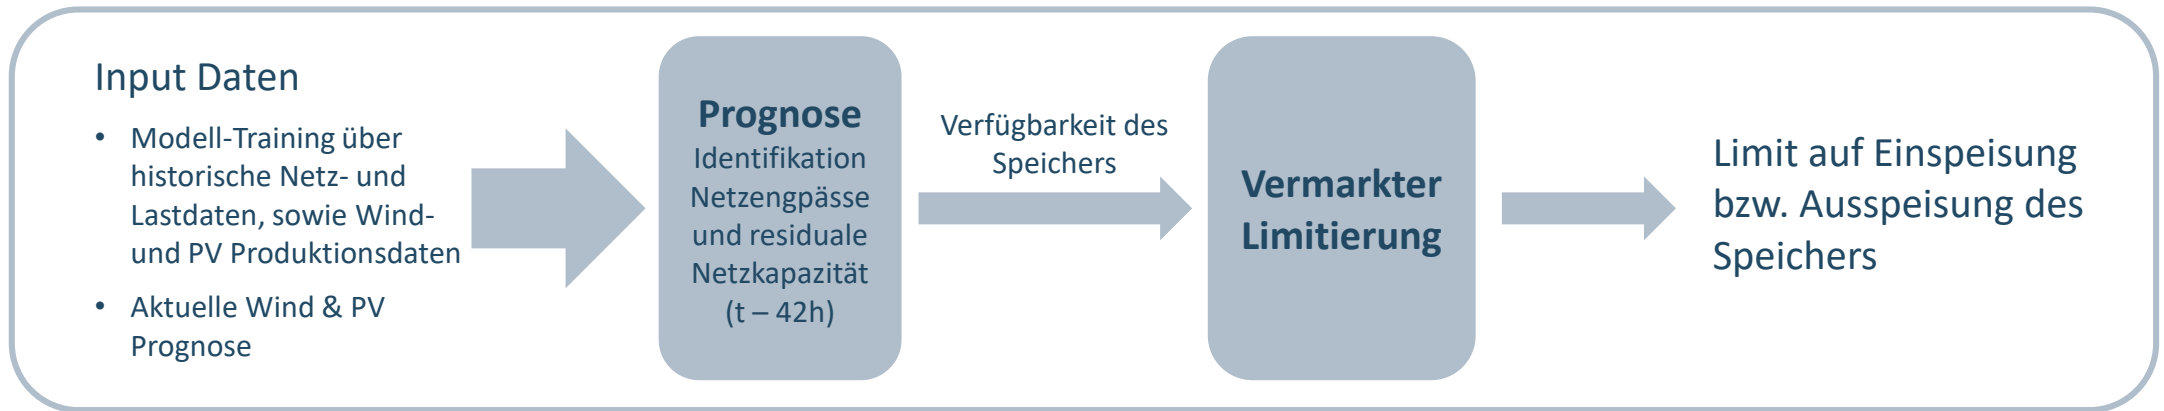 Input Daten
• Modell-Training über
historische Netz- und
Lastdaten, sowie Wind-
und PV Produktionsdaten
• Aktuelle Wind & PV
Prognose
Prognose
Identifikation
Netzengpässe
und residuale
Netzkapazität
(t – 42h)
Verfügbarkeit des
Speichers
Vermarkter
Limitierung
Limit auf Einspeisung
bzw. Ausspeisung des
Speichers